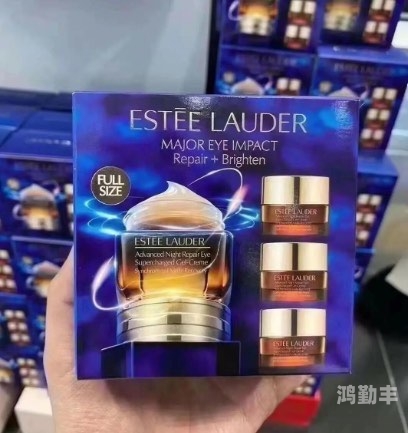 ESTĒE LAUDER
MAJOR EYE IMPACT
Repair + Brighten
FULL
SIZE
ESTĒE LAUDER
Advanced Night Repair Eye
Supercharged Gel-Creme
ESTĒE LAUDER
ESTĒE LAUDER
ESTĒE LAUDER
鸿勤丰